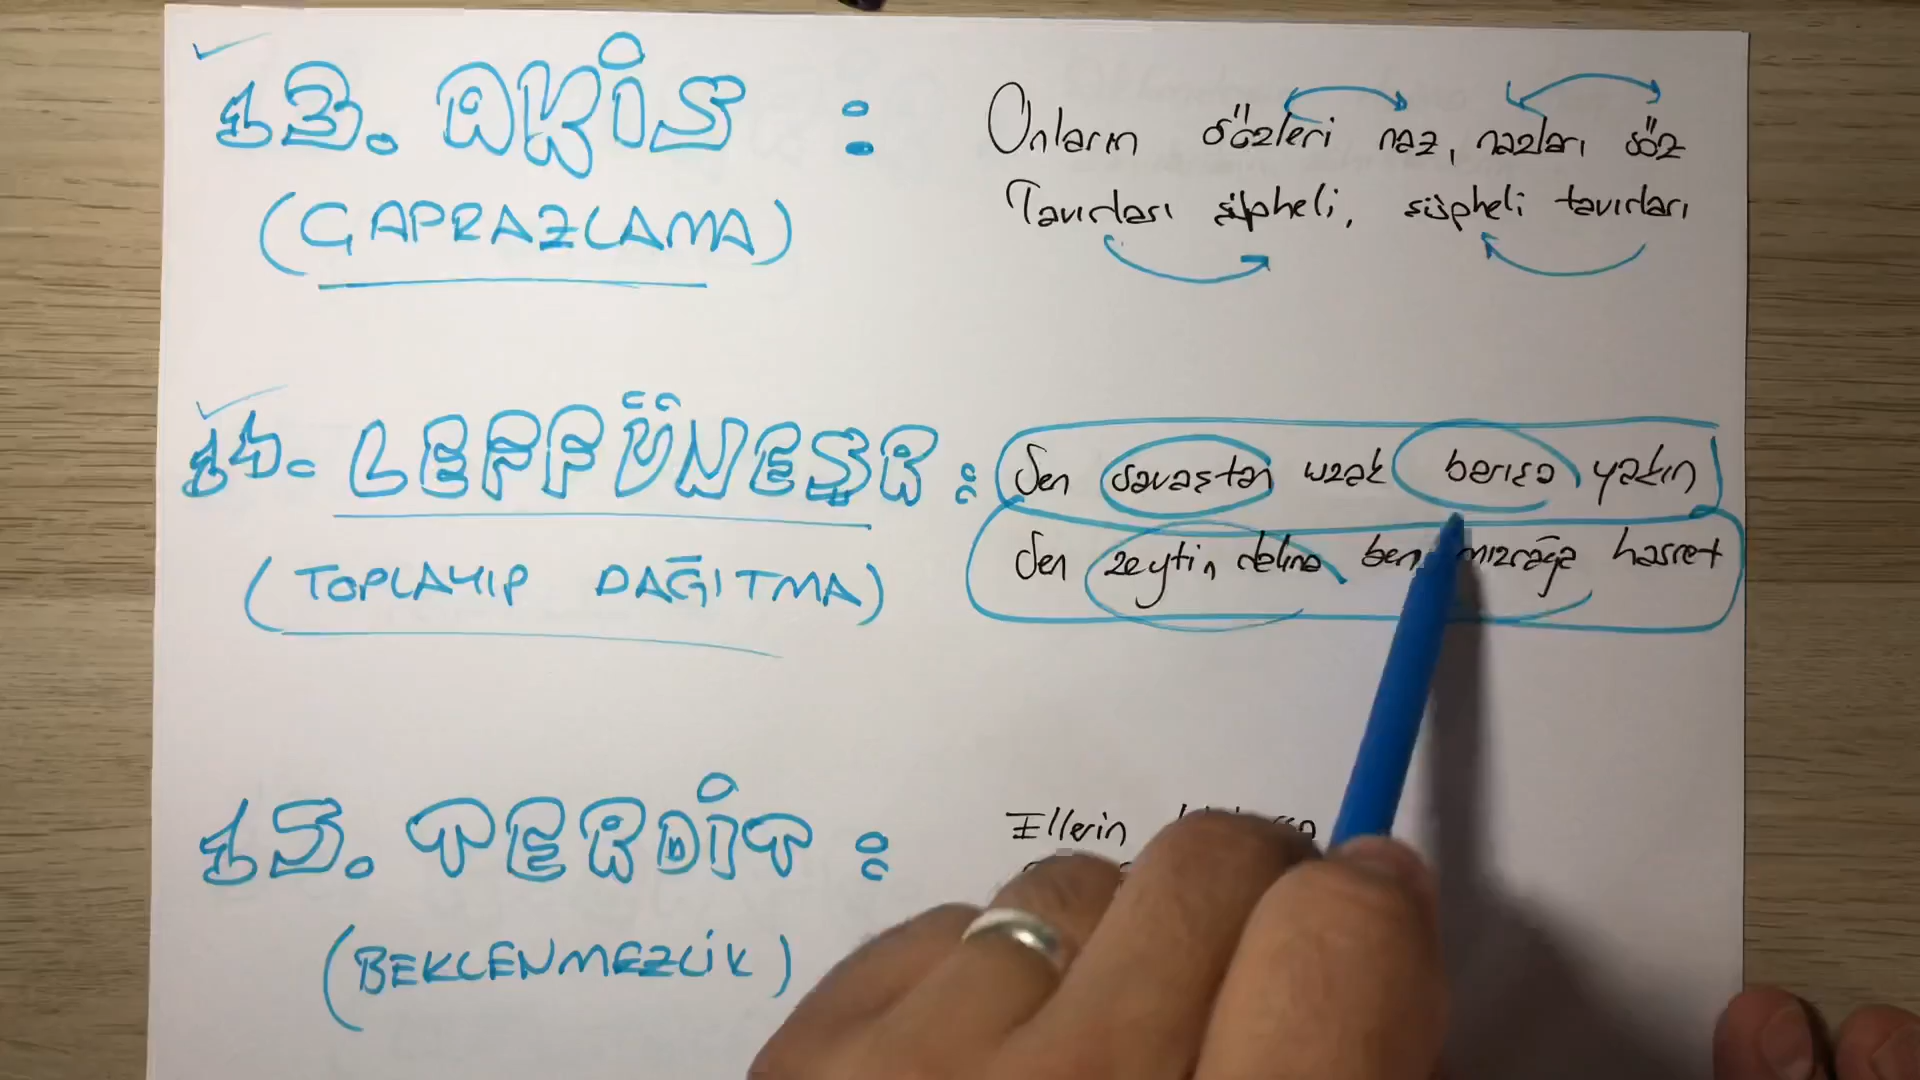 13. AKİS :
(ÇAPRAZLAMA)
Onların sözleri naz, nazları söz
Tavırları şüpheli, şüpheli tavırları
14. LEFFÜNEŞR :
(TOPLAYIP DAĞITMA)
Sen savaştan uzak barışa yakın
Sen zeytin dalına ben mızrağa hasret
15. TERDİT :
(BEKLENMEZLİK)
Ellerin